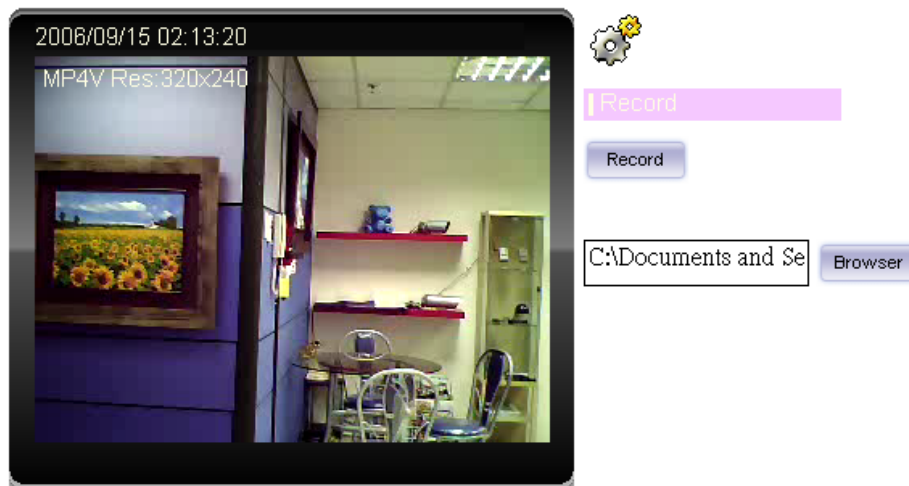 2006/09/15 02:13:20
MP4V Res:320x240
Record
Record
C:\Documents and Se
Browser